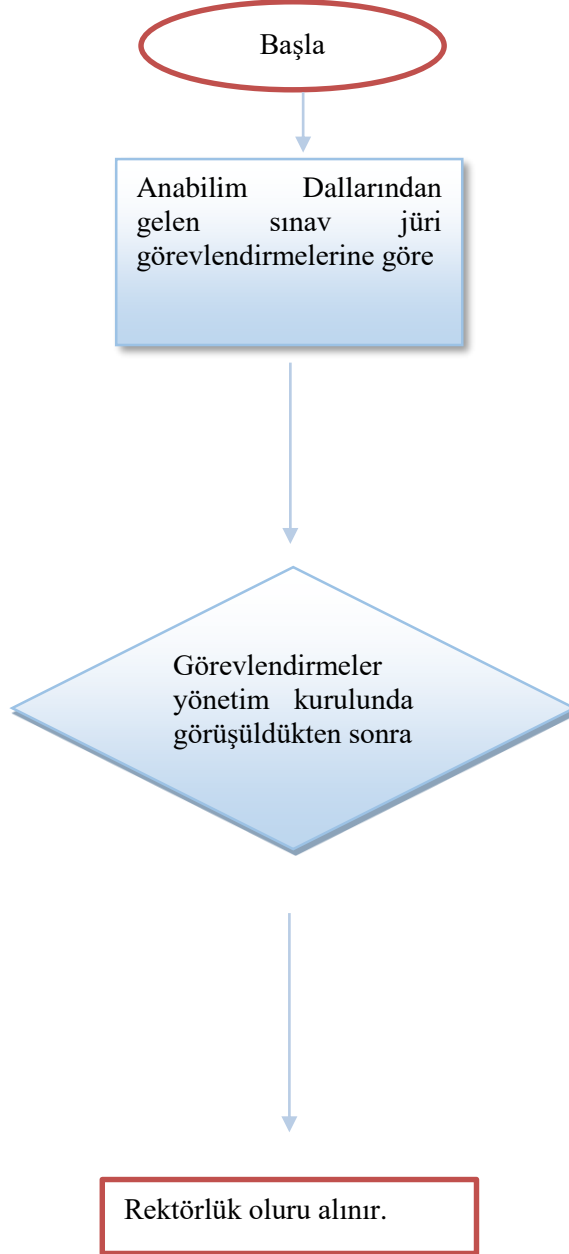 Başla
Anabilim Dallarından
gelen sınav jüri
görevlendirmelerine göre
Görevlendirmeler
yönetim kurulunda
görüşüldükten sonra
Rektörlük oluru alınır.